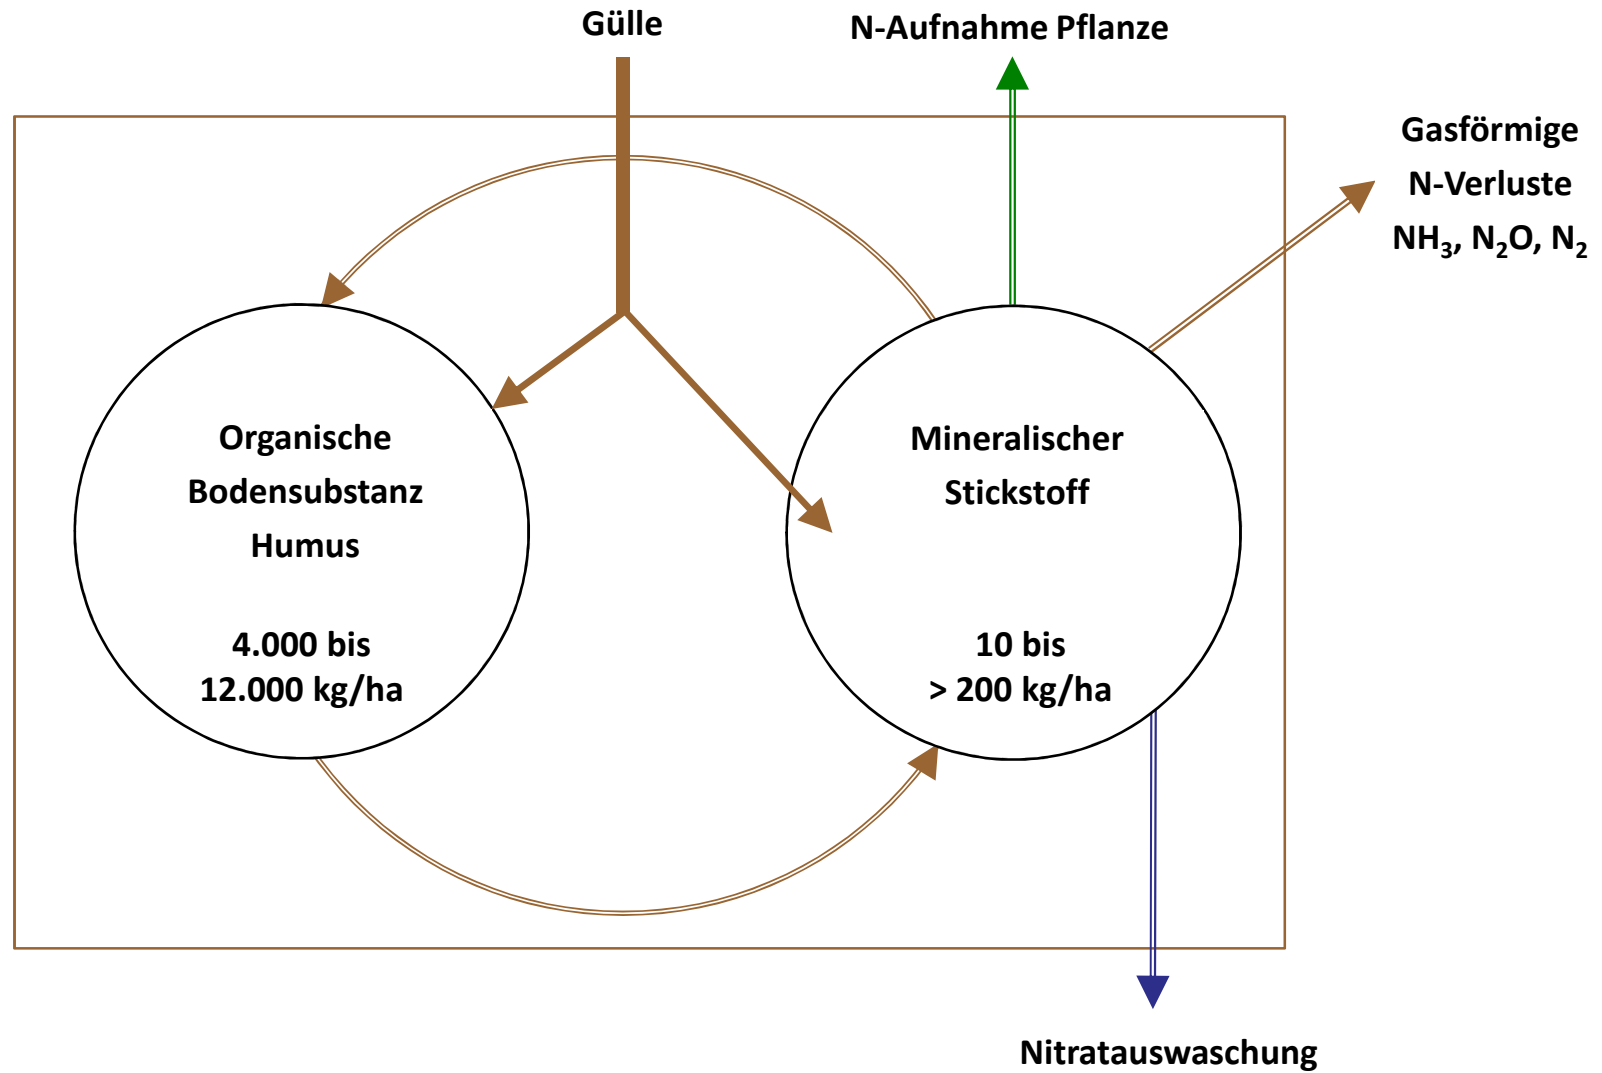 Gülle
N-Aufnahme Pflanze
Gasförmige
N-Verluste
NH₃, N₂O, N₂
Organische
Bodensubstanz
Humus
4.000 bis
12.000 kg/ha
Mineralischer
Stickstoff
10 bis
> 200 kg/ha
Nitratauswaschung